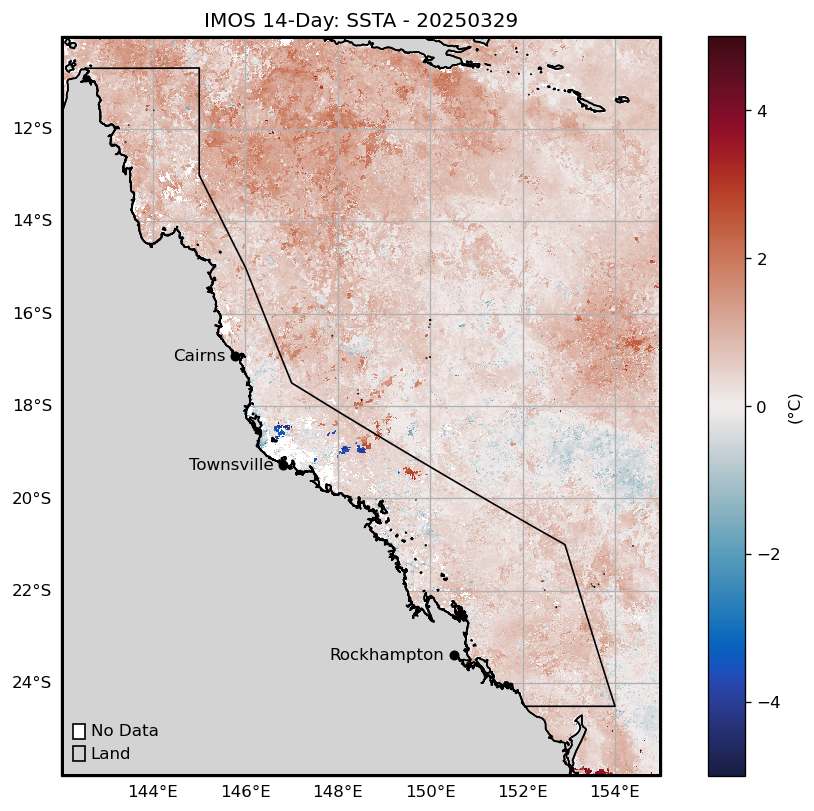 IMOS 14-Day: SSTA - 20250329
12°S
14°S
16°S
18°S
20°S
22°S
24°S
Cairns
Townsville
Rockhampton
No Data
Land
144°E
146°E
148°E
150°E
152°E
154°E
4
2
0
−2
−4
(°C)